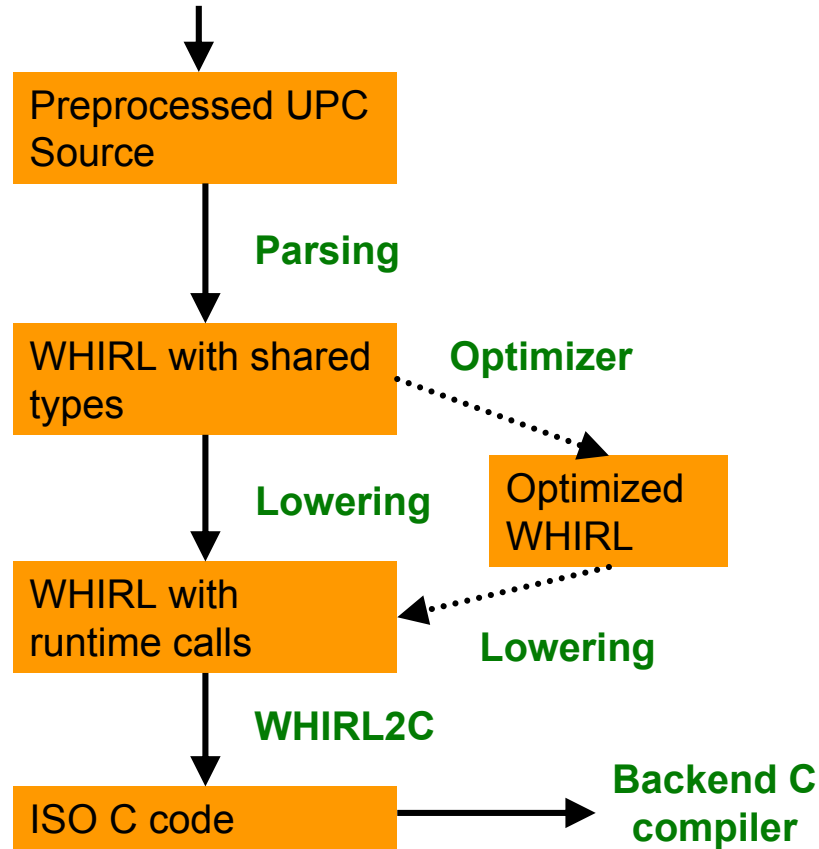 Preprocessed UPC
Source
Parsing
WHIRL with shared
types
Optimizer
Lowering
Optimized
WHIRL
WHIRL with
runtime calls
Lowering
WHIRL2C
ISO C code
Backend C
compiler